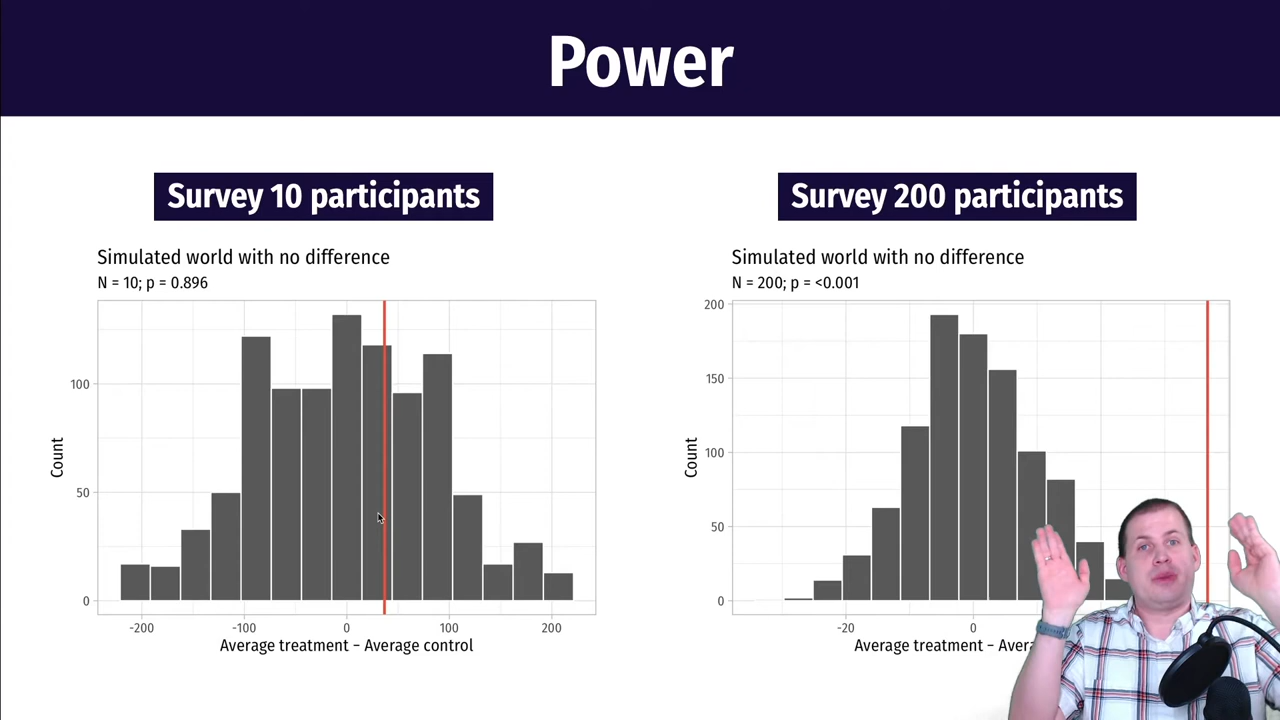 Power
Survey 10 participants
Simulated world with no difference
N = 10; p = 0.896
100
50
0
Count
-200
-100
0
100
200
Average treatment − Average control
Survey 200 participants
Simulated world with no difference
N = 200; p = <0.001
200
150
100
50
0
Count
-20
0
Average treatment −